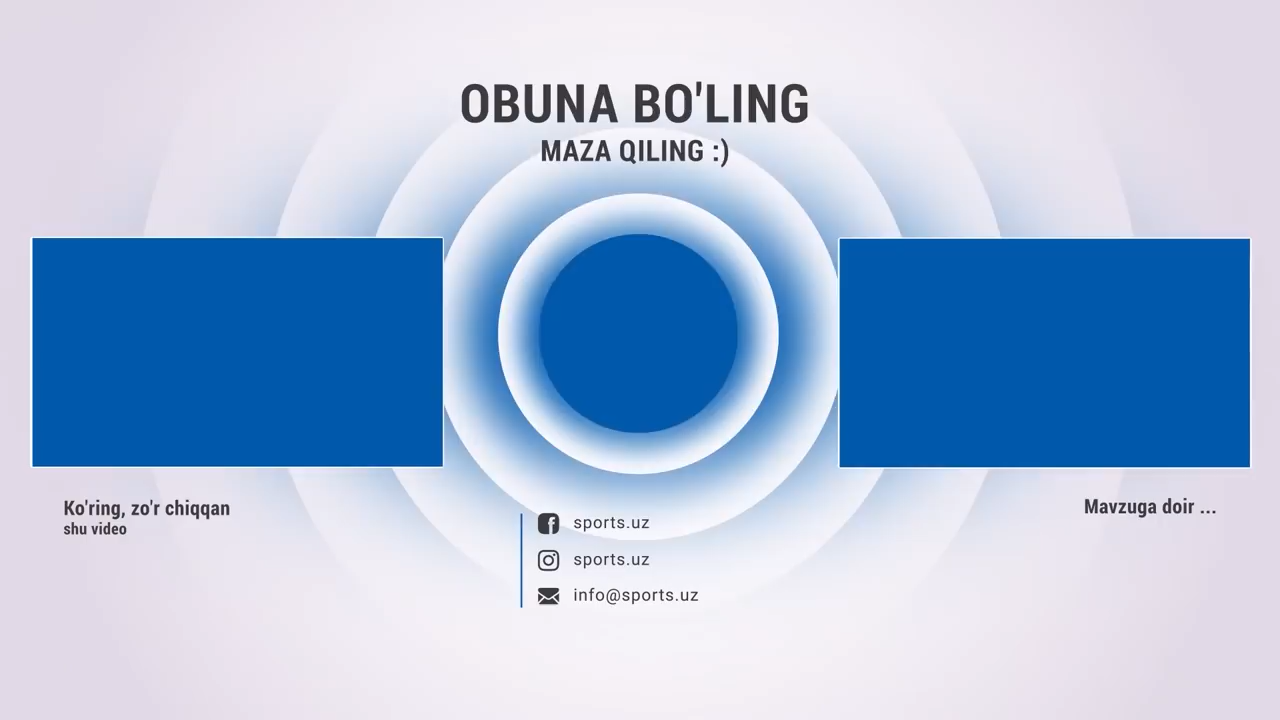 OBUNA BO'LING
MAZA QILING :)
Ko'ring, zo'r chiqqan
shu video
Mavzuga doir ...
sports.uz
sports.uz
info@sports.uz